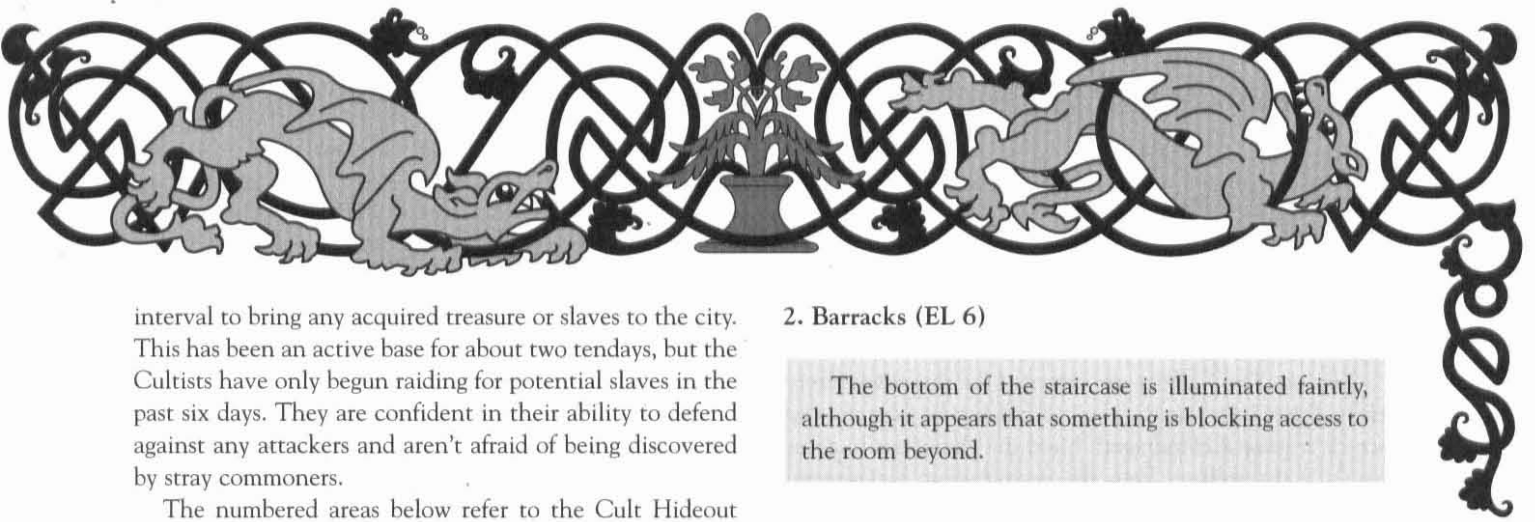 interval to bring any acquired treasure or slaves to the city.
This has been an active base for about two tendays, but the
Cultists have only begun raiding for potential slaves in the
past six days. They are confident in their ability to defend
against any attackers and aren't afraid of being discovered
by stray commoners.
The numbered areas below refer to the Cult Hideout
2. Barracks (EL 6)
The bottom of the staircase is illuminated faintly,
although it appears that something is blocking access to
the room beyond.